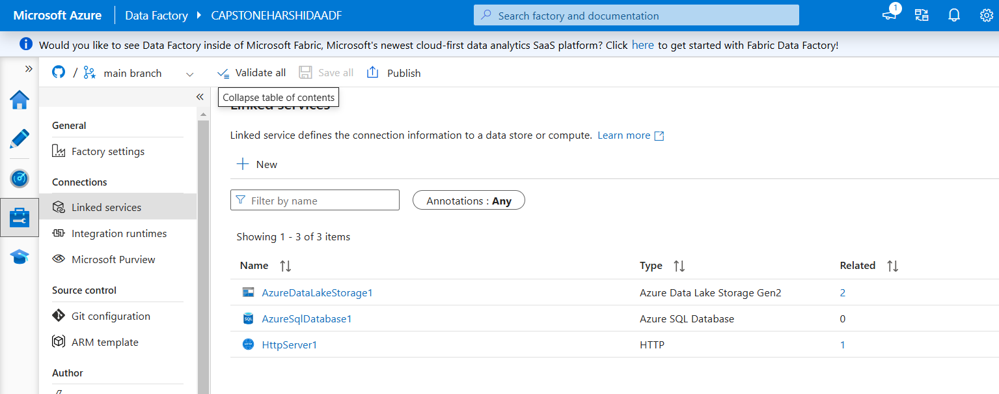 Microsoft Azure Data Factory CAPSTONEHARSHIDAADF Search factory and documentation 1
Would you like to see Data Factory inside of Microsoft Fabric, Microsoft's newest cloud-first data analytics SaaS platform? Click here to get started with Fabric Data Factory!
/ main branch Validate all Save all Publish
Collapse table of contents
Linked services
General
Factory settings
Connections
Linked services
Integration runtimes
Microsoft Purview
Source control
Git configuration
ARM template
Author
Linked service defines the connection information to a data store or compute. Learn more
New
Filter by name Annotations : Any
Showing 1 - 3 of 3 items
Name Type Related
AzureDataLakeStorage1 Azure Data Lake Storage Gen2 2
SQL AzureSqlDatabase1 Azure SQL Database 0
HTTP HttpServer1 HTTP 1